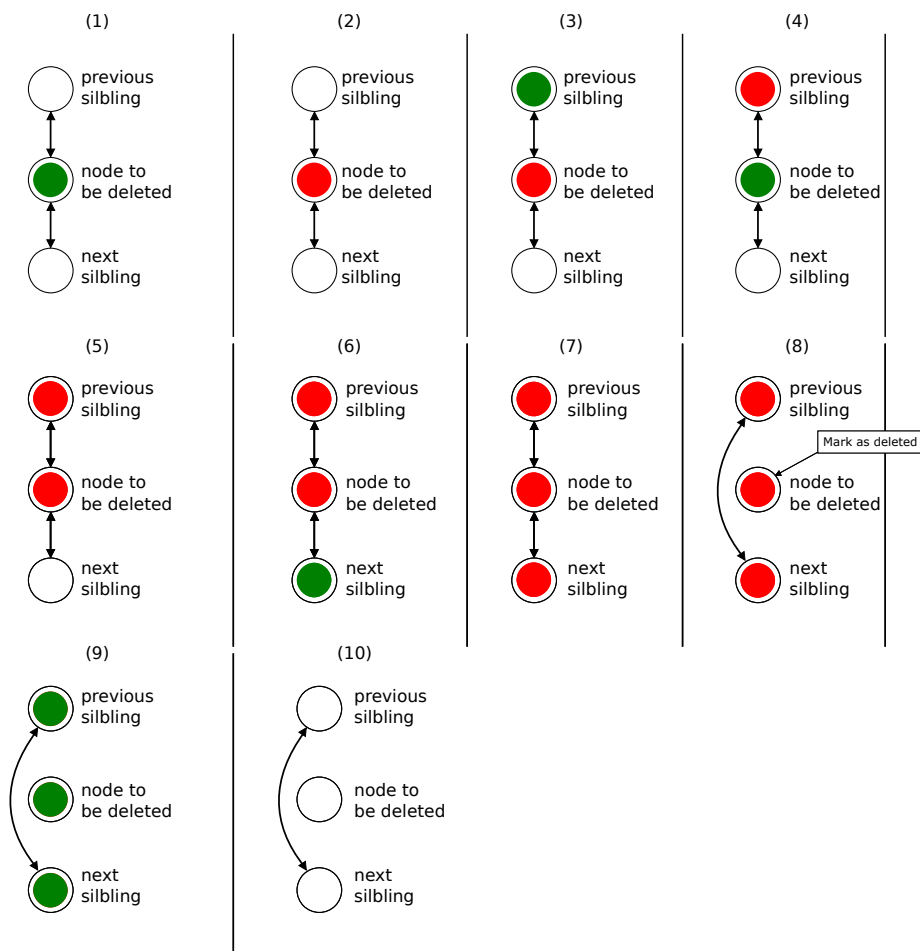 (1)
previous
silbling
node to
be deleted
next
silbling
(2)
previous
silbling
node to
be deleted
next
silbling
(3)
previous
silbling
node to
be deleted
next
silbling
(4)
previous
silbling
node to
be deleted
next
silbling
(5)
previous
silbling
node to
be deleted
next
silbling
(6)
previous
silbling
node to
be deleted
next
silbling
(7)
previous
silbling
node to
be deleted
next
silbling
(8)
previous
silbling
Mark as deleted
node to
be deleted
next
silbling
(9)
previous
silbling
node to
be deleted
next
silbling
(10)
previous
silbling
node to
be deleted
next
silbling